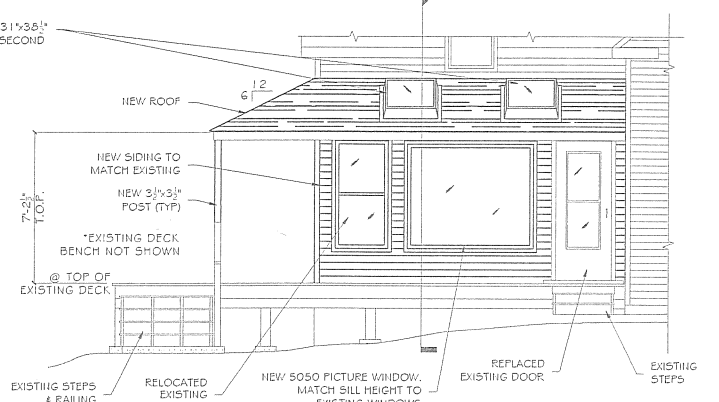 31"x38½"
SECOND
12
6
NEW ROOF
NEW SIDING TO
MATCH EXISTING
NEW 3½"x3½"
POST (TYP)
7'-2½"
T.O.P.
*EXISTING DECK
BENCH NOT SHOWN
@ TOP OF
EXISTING DECK
EXISTING STEPS
& RAILING
RELOCATED
EXISTING
NEW 5050 PICTURE WINDOW.
MATCH SILL HEIGHT TO
EXISTING WINDOWS
REPLACED
EXISTING DOOR
EXISTING
STEPS